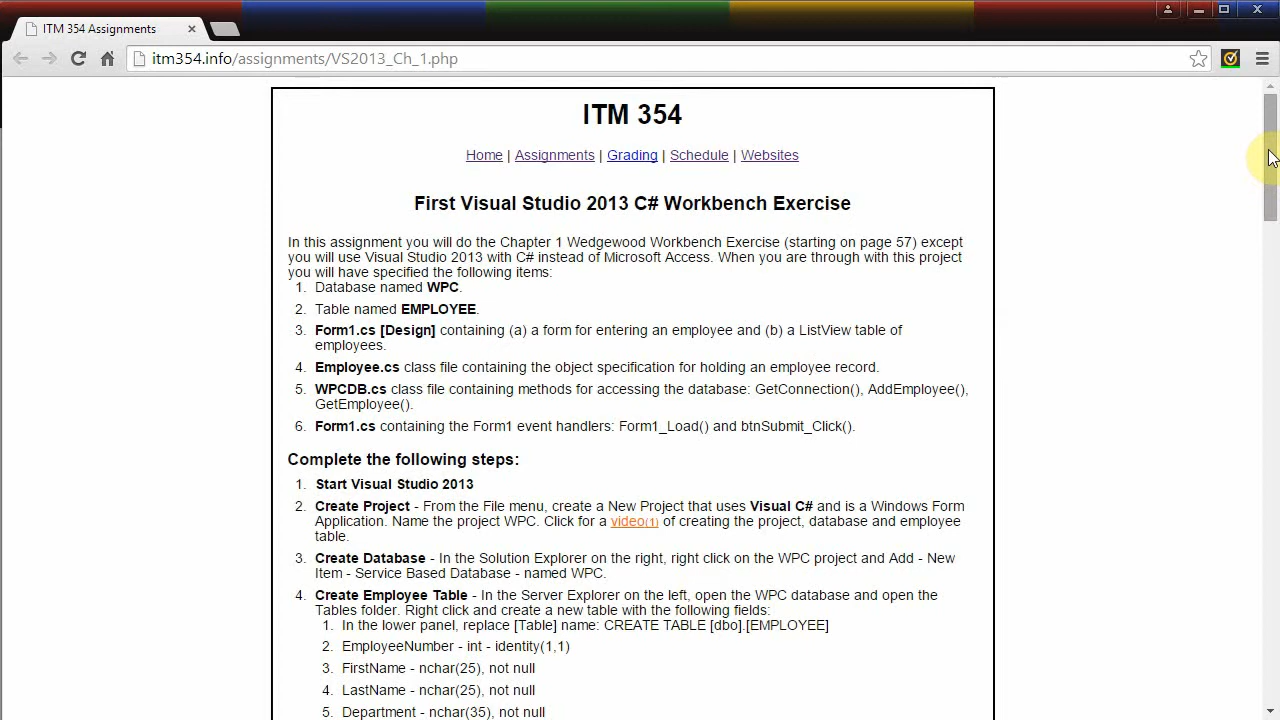 ITM 354 Assignments
itm354.info/assignments/VS2013_Ch_1.php
ITM 354
Home | Assignments | Grading | Schedule | Websites
First Visual Studio 2013 C# Workbench Exercise
In this assignment you will do the Chapter 1 Wedgewood Workbench Exercise (starting on page 57) except
you will use Visual Studio 2013 with C# instead of Microsoft Access. When you are through with this project
you will have specified the following items:
1. Database named WPC.
2. Table named EMPLOYEE.
3. Form1.cs [Design] containing (a) a form for entering an employee and (b) a ListView table of
employees.
4. Employee.cs class file containing the object specification for holding an employee record.
5. WPCDB.cs class file containing methods for accessing the database: GetConnection(), AddEmployee(),
GetEmployee().
6. Form1.cs containing the Form1 event handlers: Form1_Load() and btnSubmit_Click().
Complete the following steps:
1. Start Visual Studio 2013
2. Create Project - From the File menu, create a New Project that uses Visual C# and is a Windows Form
Application. Name the project WPC. Click for a video(1) of creating the project, database and employee
table.
3. Create Database - In the Solution Explorer on the right, right click on the WPC project and Add - New
Item - Service Based Database - named WPC.
4. Create Employee Table - In the Server Explorer on the left, open the WPC database and open the
Tables folder. Right click and create a new table with the following fields:
1. In the lower panel, replace [Table] name: CREATE TABLE [dbo].[EMPLOYEE]
2. EmployeeNumber - int - identity(1,1)
3. FirstName - nchar(25), not null
4. LastName - nchar(25), not null
5. Department - nchar(35), not null